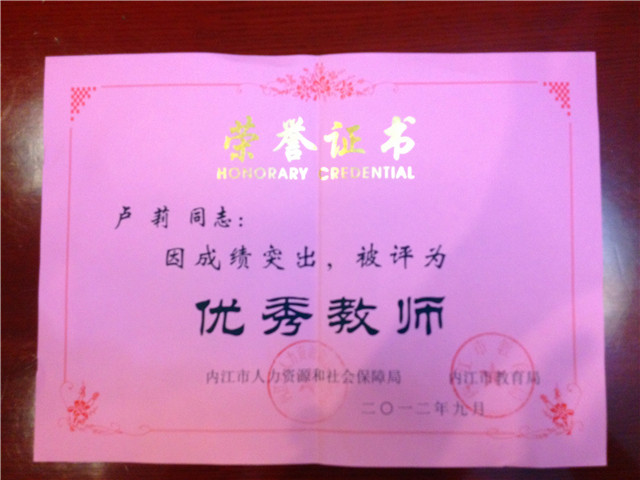 荣誉证书
HONORARY CREDENTIAL
卢莉 同志：
因成绩突出，被评为
优秀教师
内江市人力资源和社会保障局 内江市教育局
二〇一二年九月